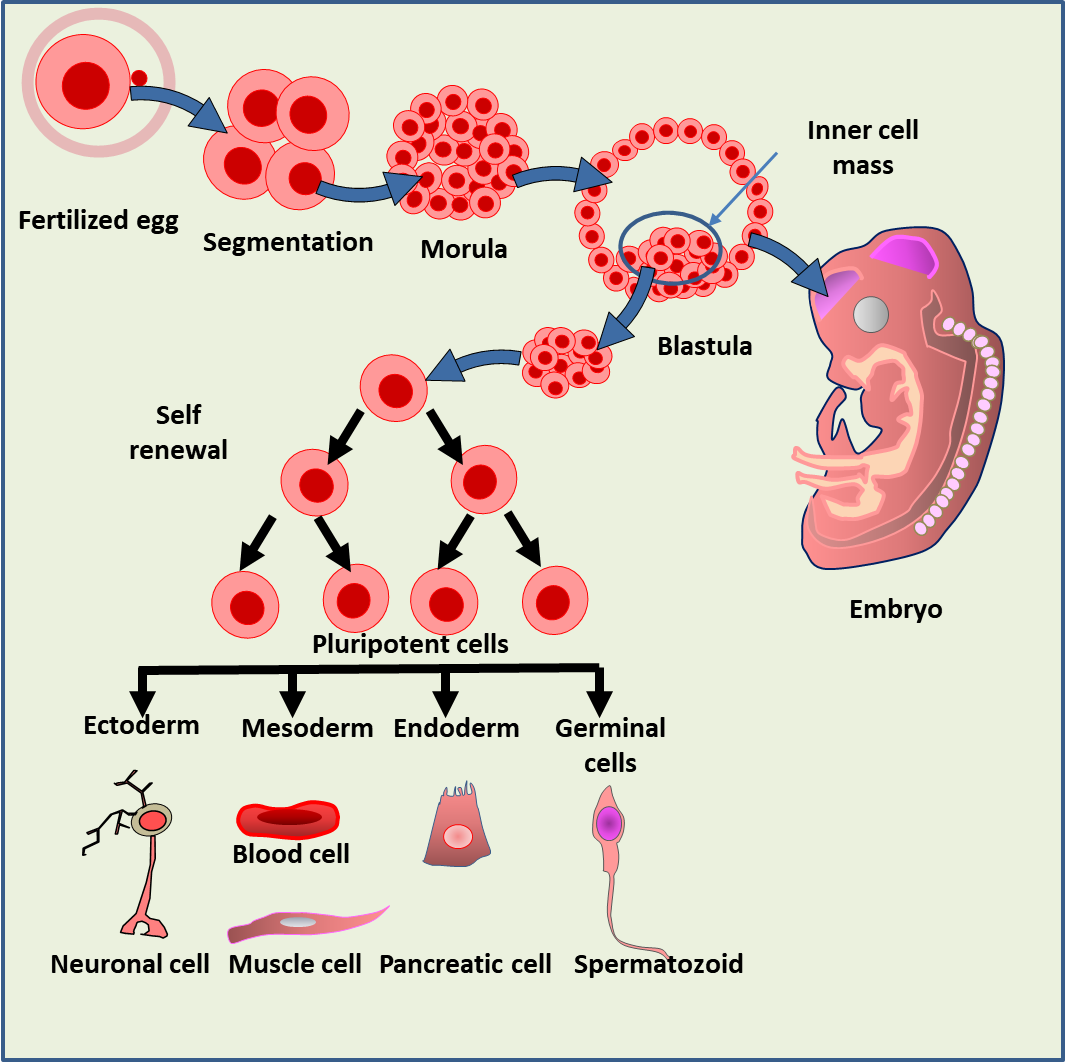 Fertilized egg
Segmentation
Morula
Inner cell
mass
Blastula
Embryo
Self
renewal
Pluripotent cells
Ectoderm
Mesoderm
Endoderm
Germinal
cells
Blood cell
Neuronal cell
Muscle cell
Pancreatic cell
Spermatozoid